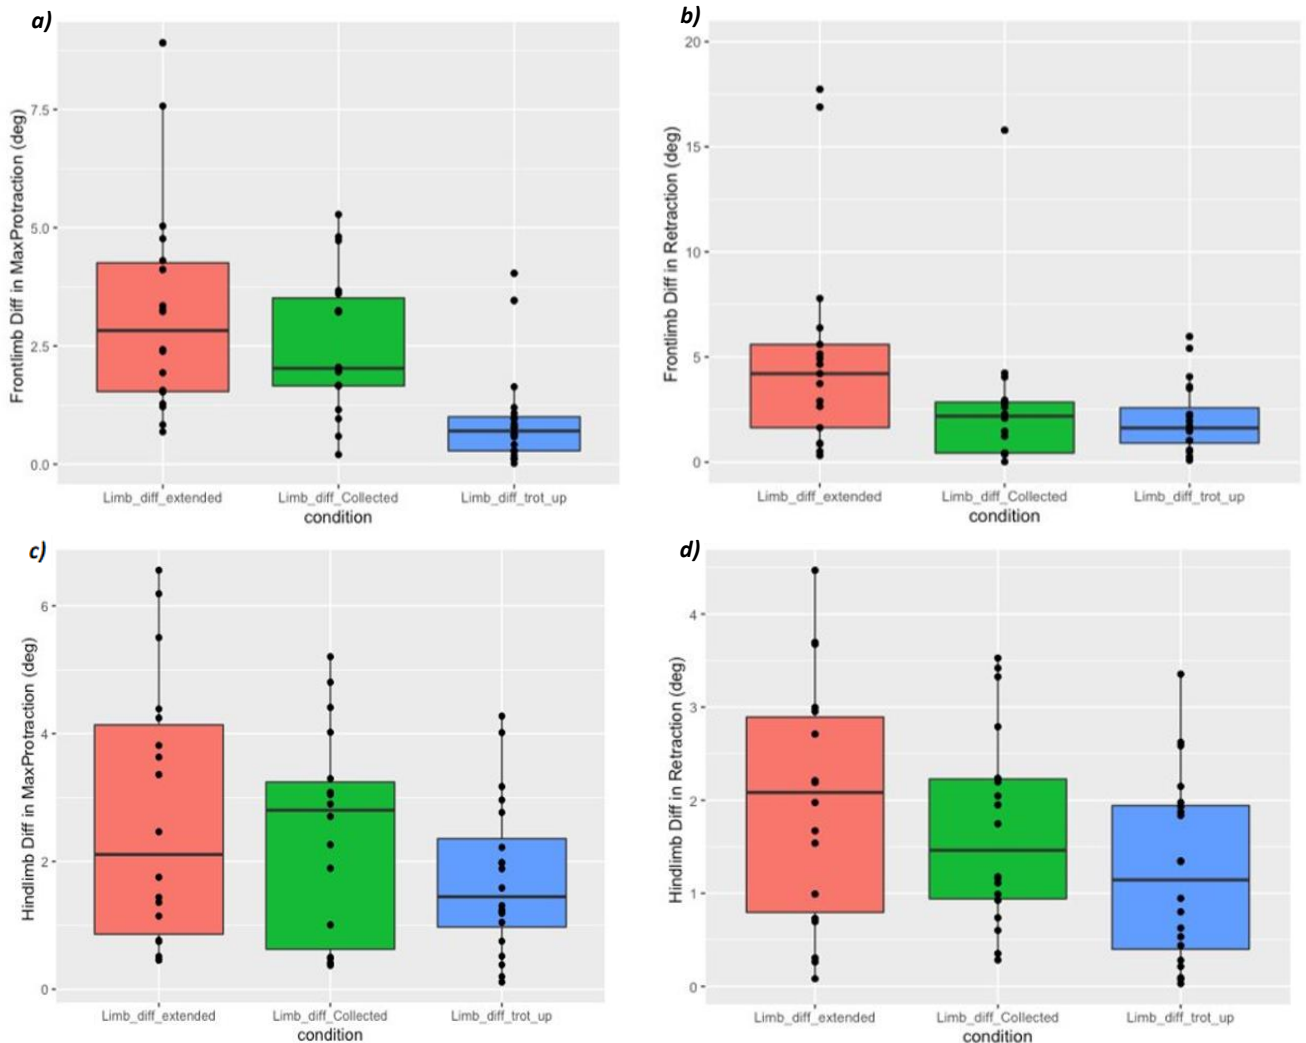 a)
Frontlimb Diff in MaxProtraction (deg)
7.5
5.0
2.5
0.0
Limb_diff_extended Limb_diff_Collected Limb_diff_trot_up
condition
b)
Frontlimb Diff in Retraction (deg)
20
15
10
5
0
Limb_diff_extended Limb_diff_Collected Limb_diff_trot_up
condition
c)
Hindlimb Diff in MaxProtraction (deg)
6
4
2
0
Limb_diff_extended Limb_diff_Collected Limb_diff_trot_up
condition
d)
Hindlimb Diff in Retraction (deg)
4
3
2
1
0
Limb_diff_extended Limb_diff_Collected Limb_diff_trot_up
condition